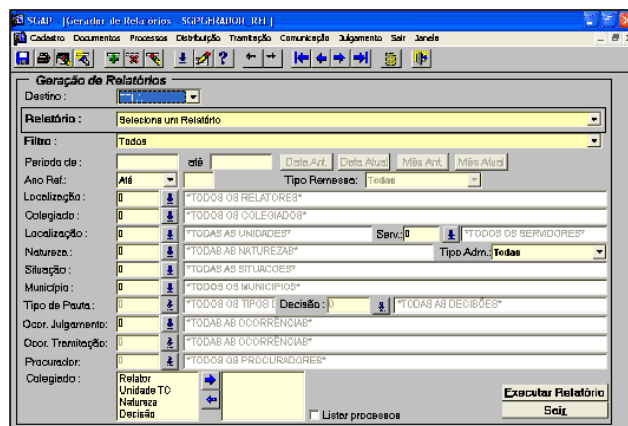 SGAP - [Gerador de Relatórios - SGPGERADOR_REL]
Cadastro Documentos Processos Distribuição Tramitação Comunicação Julgamento Sair Janela
Geração de Relatórios
Destino :
Relatório : Selecione um Relatório
Filtro : Todos
Período de : até Data Ant. Data Atual Mês Ant. Mês Atual
Ano Ref.: Até Tipo Remessa: Todas
Localização : 0 *TODOS OS RELATORES*
Colegiado : 0 *TODOS OS COLEGIADOS*
Localização : 0 *TODAS AS UNIDADES* Serv.: 0 *TODOS OS SERVIDORES*
Natureza.: 0 *TODAS AS NATUREZAS* Tipo Adm.: Todas
Situação : 0 *TODAS AS SITUACOES*
Município : 0 *TODOS OS MUNICIPIOS*
Tipo de Pauta : 0 *TODOS OS TIPOS D Decisão : 0 *TODAS AS DECISÕES*
Ocor. Julgamento: 0 *TODAS AS OCORRÊNCIAS*
Ocor. Tramitação: 0 *TODAS AS OCORRÊNCIAS*
Procurador: 0 *TODOS OS PROCURADORES*
Colegiado : Relator
Unidade TC
Natureza
Decisão
Listar processos
Executar Relatório
Sair